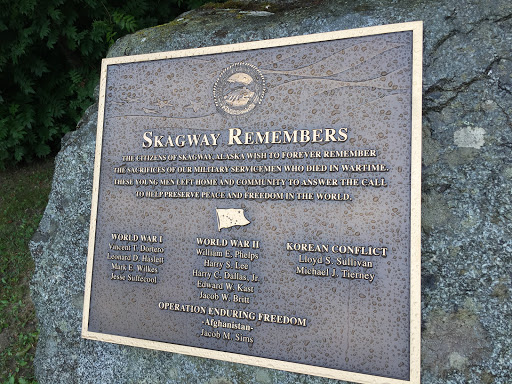 SKAGWAY REMEMBERS
THE CITIZENS OF SKAGWAY, ALASKA WISH TO FOREVER REMEMBER
THE SACRIFICES OF OUR MILITARY SERVICEMEN WHO DIED IN WARTIME.
THESE YOUNG MEN LEFT HOME AND COMMUNITY TO ANSWER THE CALL
TO HELP PRESERVE PEACE AND FREEDOM IN THE WORLD.
WORLD WAR I
Vincent T. Dortero
Leonard D. Haslett
Mark E. Wilkes
Jesse Suffecool
WORLD WAR II
William E. Phelps
Harry S. Lee
Harry C. Dallas, Jr.
Edward W. Kast
Jacob W. Britt
KOREAN CONFLICT
Lloyd S. Sullivan
Michael J. Tierney
OPERATION ENDURING FREEDOM
-Afghanistan-
Jacob M. Sims